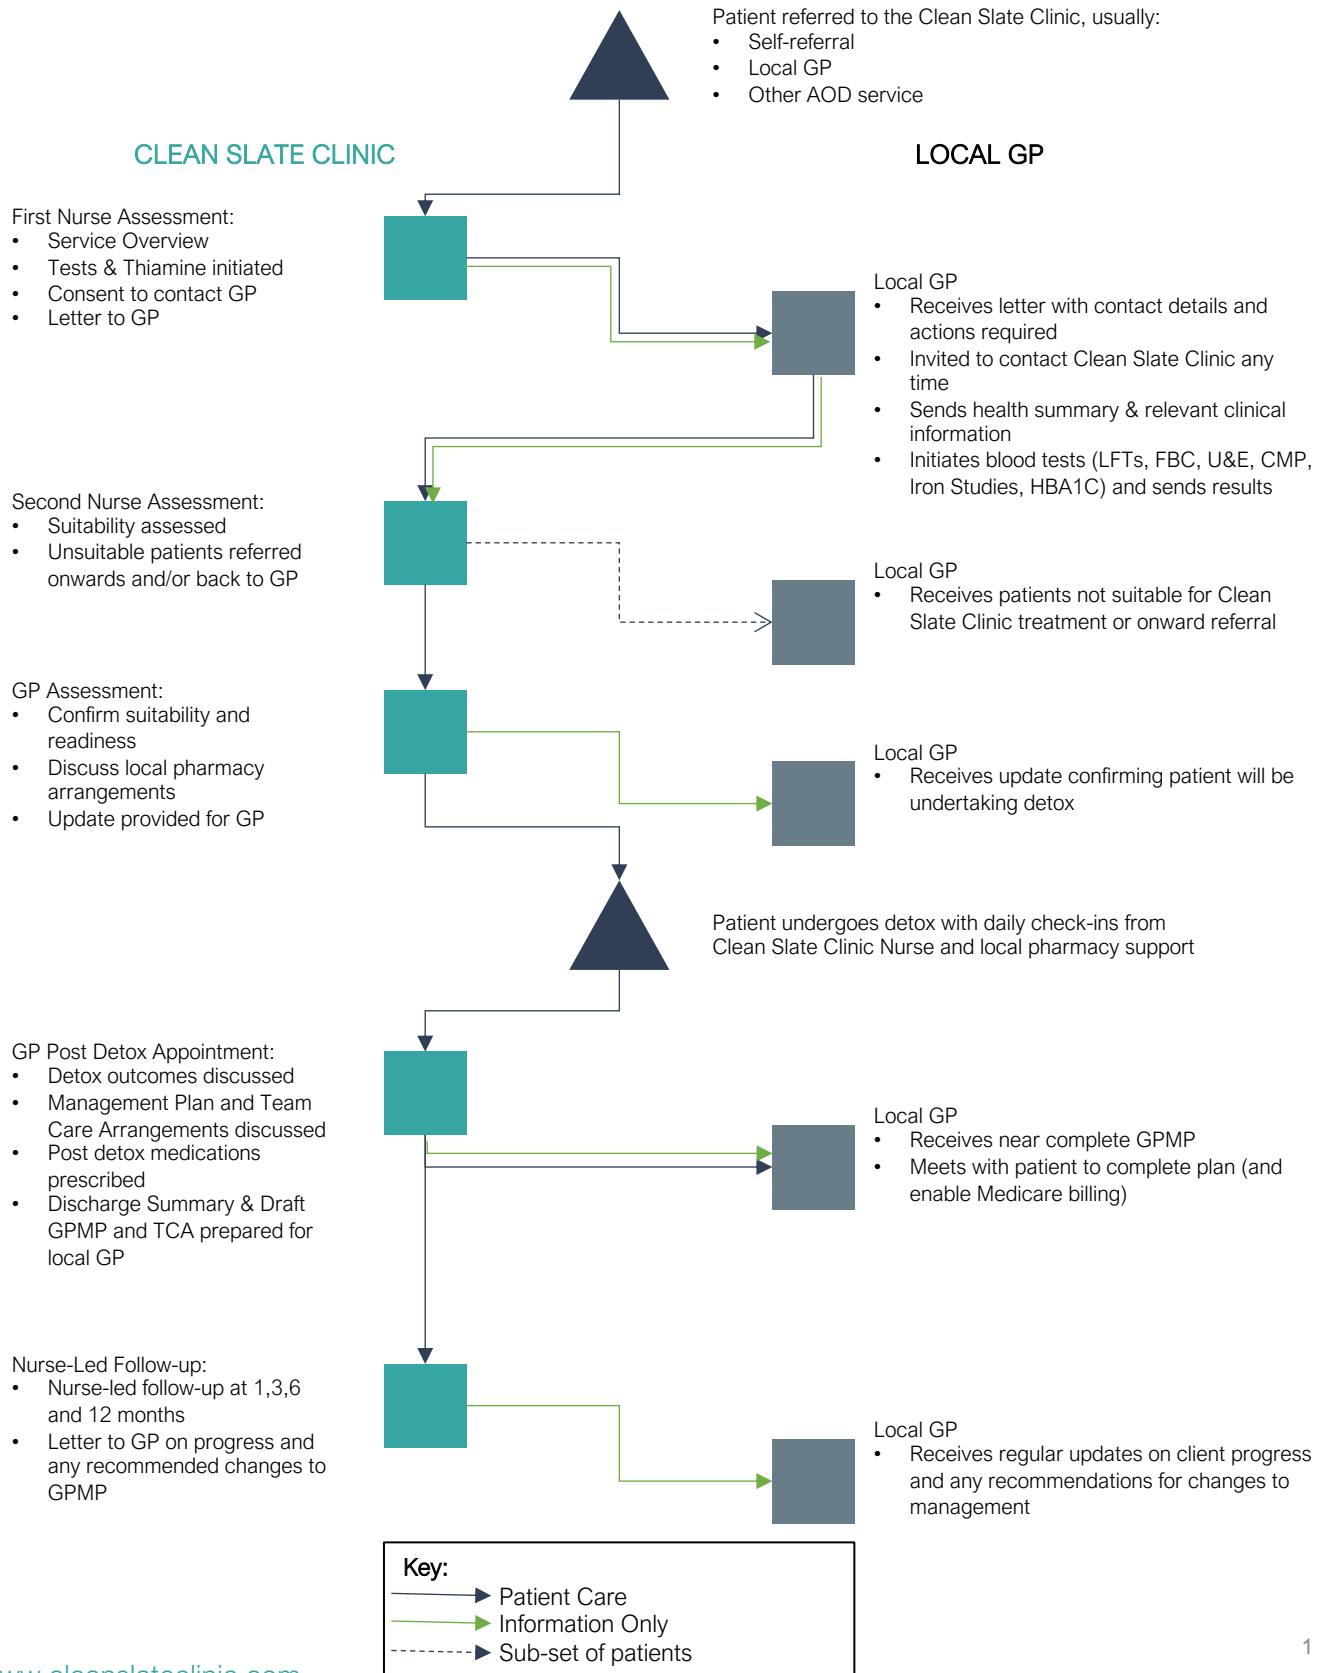 Patient referred to the Clean Slate Clinic, usually:
• Self-referral
• Local GP
• Other AOD service
CLEAN SLATE CLINIC
LOCAL GP
First Nurse Assessment:
• Service Overview
• Tests & Thiamine initiated
• Consent to contact GP
• Letter to GP
Local GP
• Receives letter with contact details and
actions required
• Invited to contact Clean Slate Clinic any
time
• Sends health summary & relevant clinical
information
• Initiates blood tests (LFTs, FBC, U&E, CMP,
Iron Studies, HBA1C) and sends results
Second Nurse Assessment:
• Suitability assessed
• Unsuitable patients referred
onwards and/or back to GP
Local GP
• Receives patients not suitable for Clean
Slate Clinic treatment or onward referral
GP Assessment:
• Confirm suitability and
readiness
• Discuss local pharmacy
arrangements
• Update provided for GP
Local GP
• Receives update confirming patient will be
undertaking detox
Patient undergoes detox with daily check-ins from
Clean Slate Clinic Nurse and local pharmacy support
GP Post Detox Appointment:
• Detox outcomes discussed
• Management Plan and Team
Care Arrangements discussed
• Post detox medications
prescribed
• Discharge Summary & Draft
GPMP and TCA prepared for
local GP
Local GP
• Receives near complete GPMP
• Meets with patient to complete plan (and
enable Medicare billing)
Nurse-Led Follow-up:
• Nurse-led follow-up at 1,3,6
and 12 months
• Letter to GP on progress and
any recommended changes to
GPMP
Local GP
• Receives regular updates on client progress
and any recommendations for changes to
management
Key:
Patient Care
Information Only
Sub-set of patients
1